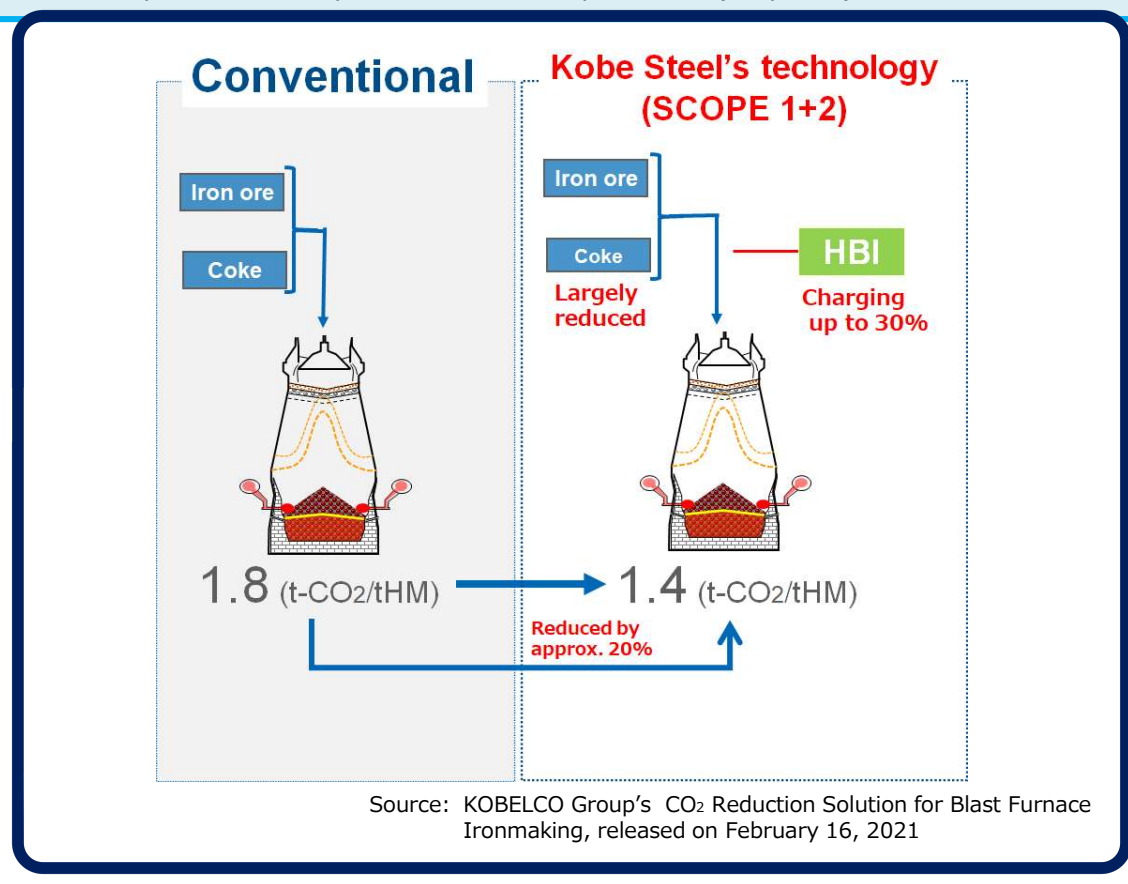 Conventional
Iron ore
Coke
1.8 (t-CO2/tHM)
Kobe Steel's technology
(SCOPE 1+2)
Iron ore
Coke
Largely
reduced
HBI
Charging
up to 30%
1.4 (t-CO2/tHM)
Reduced by
approx. 20%
Source: KOBELCO Group's CO2 Reduction Solution for Blast Furnace
Ironmaking, released on February 16, 2021